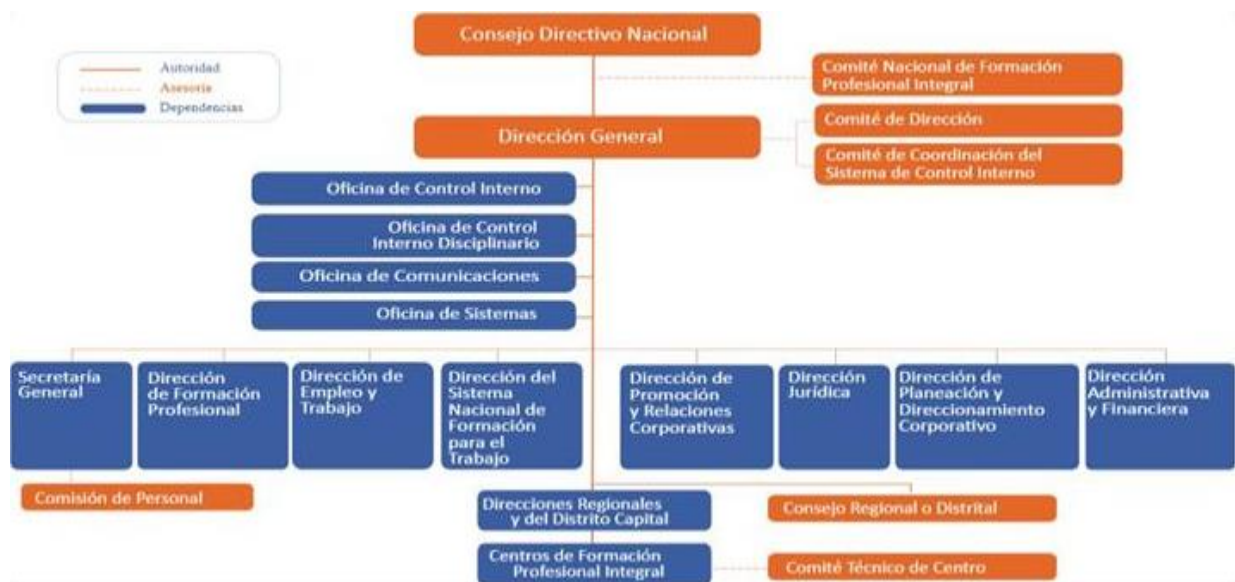 Consejo Directivo Nacional
Autoridad
Asesoria
Dependencias
Comité Nacional de Formación
Profesional Integral
Dirección General
Comité de Dirección
Comité de Coordinación del
Sistema de Control Interno
Oficina de Control Interno
Oficina de Control
Interno Disciplinario
Oficina de Comunicaciones
Oficina de Sistemas
Secretaría
General
Dirección
de Formación
Profesional
Dirección de
Empleo y
Trabajo
Dirección del
Sistema
Nacional de
Formación
para el
Trabajo
Dirección de
Promoción
y Relaciones
Corporativas
Dirección
Jurídica
Dirección de
Planeación y
Direccionamiento
Corporativo
Dirección
Administrativa
y Financiera
Comisión de Personal
Direcciones Regionales
y del Distrito Capital
Consejo Regional o Distrital
Centros de Formación
Profesional Integral
Comité Técnico de Centro